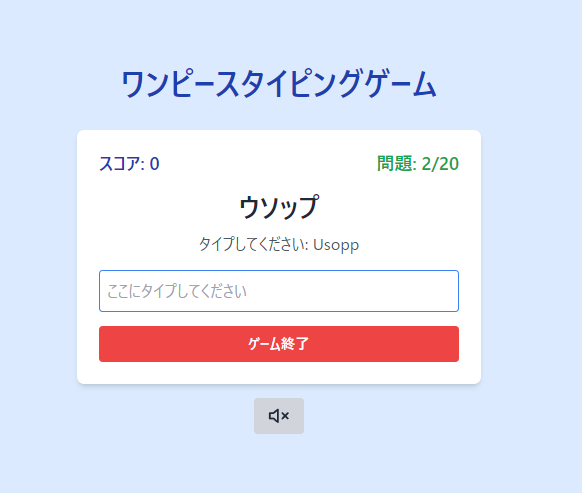 ワンピースタイピングゲーム
スコア: 0
問題: 2/20
ウソップ
タイプしてください: Usopp
ここにタイプしてください
ゲーム終了